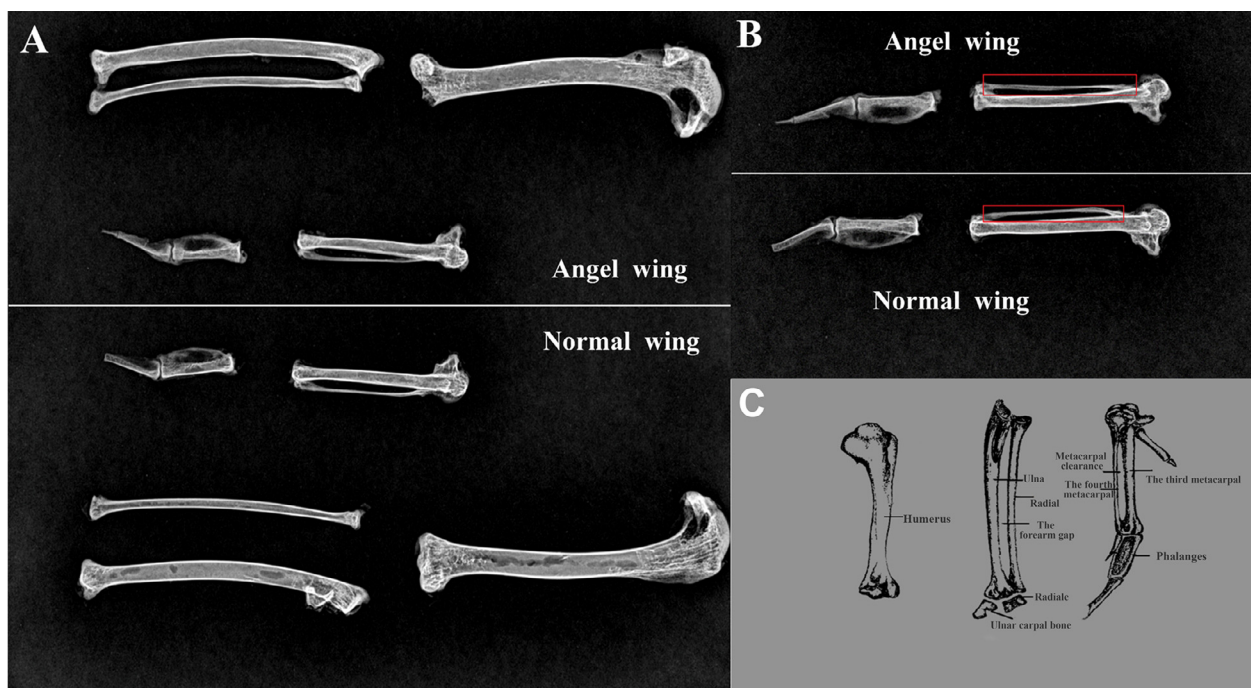 A
Angel wing
Normal wing
B
Angel wing
Normal wing
C
Humerus
Ulna
Radial
The
forearm gap
Radiale
Ulnar carpal bone
Metacarpal
clearance
The fourth
metacarpal
The third metacarpal
Phalanges